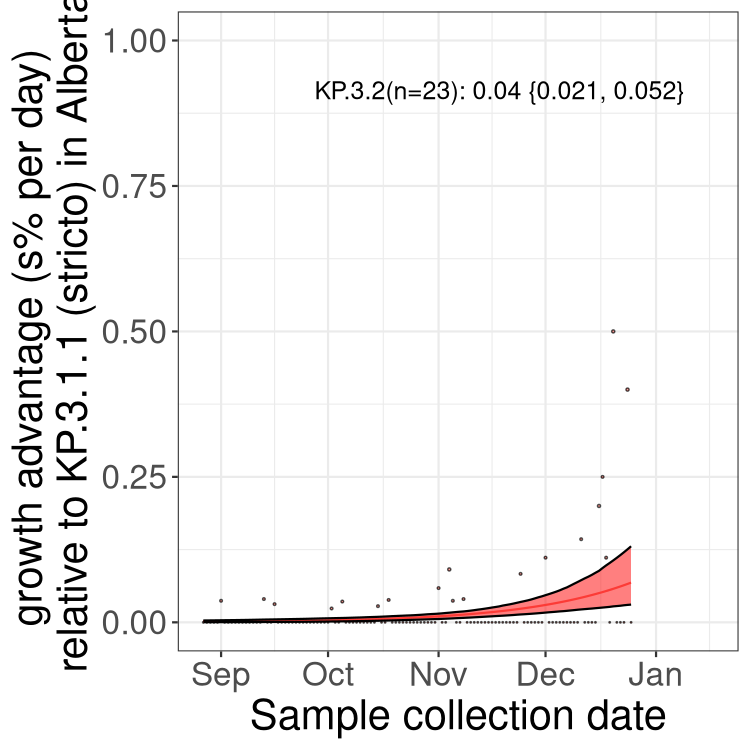 growth advantage (s% per day)
relative to KP.3.1.1 (stricto) in Alberta
1.00
0.75
0.50
0.25
0.00
KP.3.2(n=23): 0.04 {0.021, 0.052}
Sep Oct Nov Dec Jan
Sample collection date